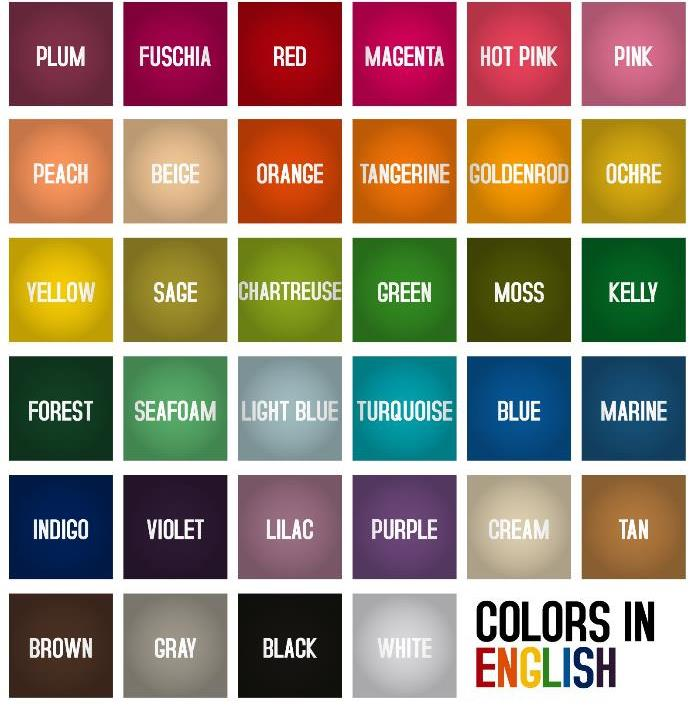 PLUM FUSCHIA RED MAGENTA HOT PINK PINK
PEACH BEIGE ORANGE TANGERINE GOLDENROD OCHRE
YELLOW SAGE CHARTREUSE GREEN MOSS KELLY
FOREST SEAFOAM LIGHT BLUE TURQUOISE BLUE MARINE
INDIGO VIOLET LILAC PURPLE CREAM TAN
BROWN GRAY BLACK WHITE
COLORS IN
ENGLISH